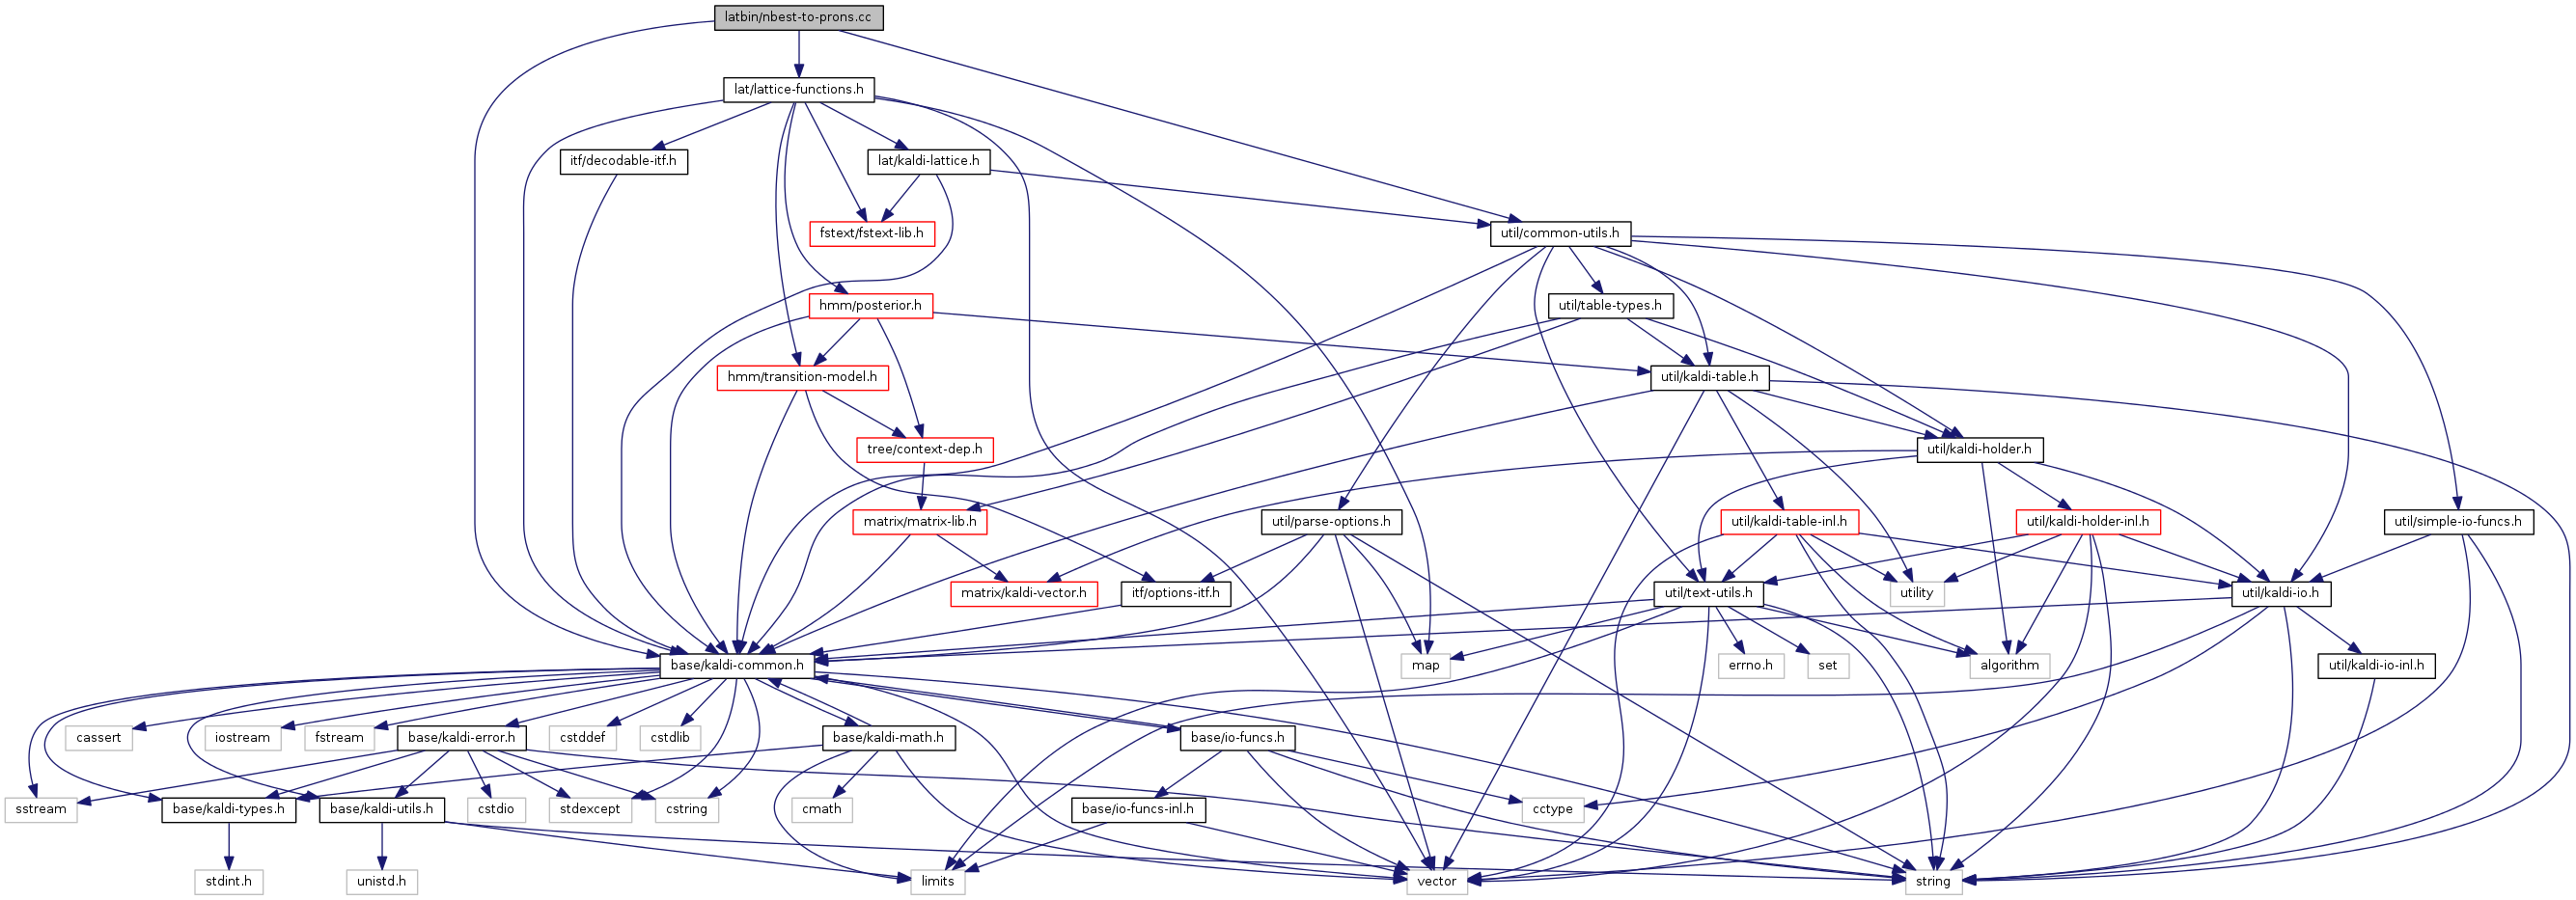 latbin/nbest-to-prons.cc
lat/lattice-functions.h
itf/decodable-itf.h
lat/kaldi-lattice.h
fstext/fstext-lib.h
util/common-utils.h
hmm/posterior.h
util/table-types.h
hmm/transition-model.h
util/kaldi-table.h
tree/context-dep.h
util/kaldi-holder.h
matrix/matrix-lib.h
util/parse-options.h
util/kaldi-table-inl.h
util/kaldi-holder-inl.h
util/simple-io-funcs.h
matrix/kaldi-vector.h
itf/options-itf.h
util/text-utils.h
utility
util/kaldi-io.h
base/kaldi-common.h
map
errno.h
set
algorithm
util/kaldi-io-inl.h
cassert
iostream
fstream
base/kaldi-error.h
cstddef
cstdlib
base/kaldi-math.h
base/io-funcs.h
sstream
base/kaldi-types.h
base/kaldi-utils.h
cstdio
stdexcept
cstring
cmath
base/io-funcs-inl.h
cctype
stdint.h
unistd.h
limits
vector
string